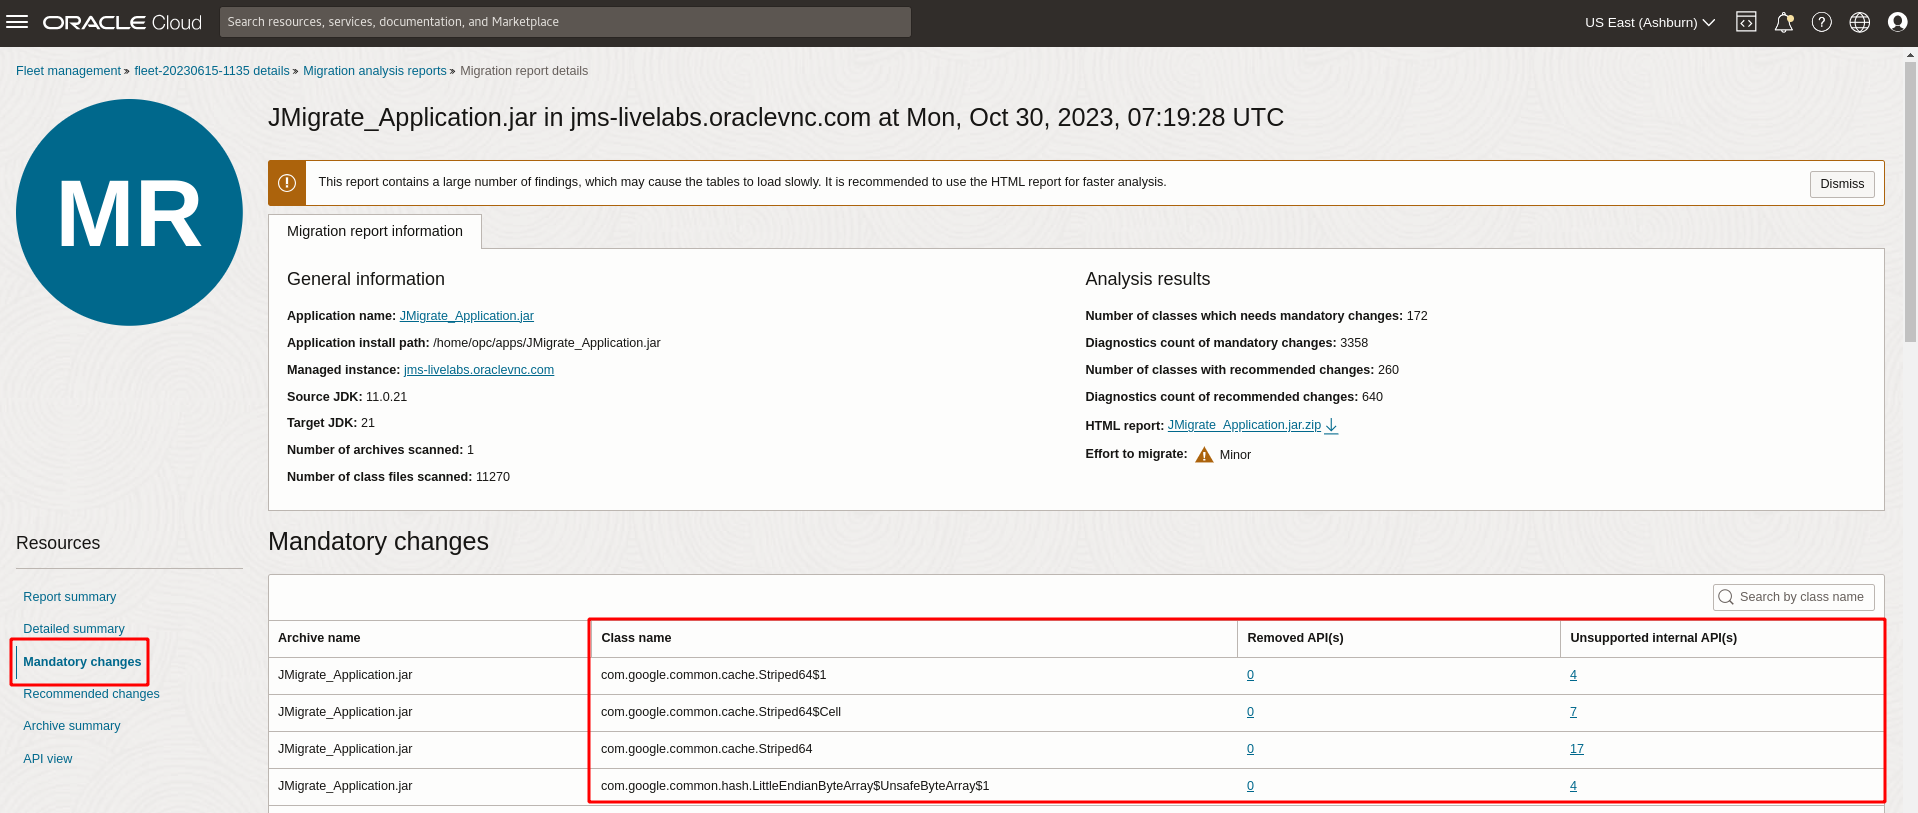 ORACLE Cloud
Search resources, services, documentation, and Marketplace
US East (Ashburn)
Fleet management » fleet-20230615-1135 details » Migration analysis reports » Migration report details
MR
JMigrate_Application.jar in jms-livelabs.oraclevnc.com at Mon, Oct 30, 2023, 07:19:28 UTC
This report contains a large number of findings, which may cause the tables to load slowly. It is recommended to use the HTML report for faster analysis.
Dismiss
Migration report information
General information
Application name: JMigrate_Application.jar
Application install path: /home/opc/apps/JMigrate_Application.jar
Managed instance: jms-livelabs.oraclevnc.com
Source JDK: 11.0.21
Target JDK: 21
Number of archives scanned: 1
Number of class files scanned: 11270
Analysis results
Number of classes which needs mandatory changes: 172
Diagnostics count of mandatory changes: 3358
Number of classes with recommended changes: 260
Diagnostics count of recommended changes: 640
HTML report: JMigrate_Application.jar.zip
Effort to migrate: Minor
Resources
Report summary
Detailed summary
Mandatory changes
Recommended changes
Archive summary
API view
Mandatory changes
Search by class name
Archive name Class name Removed API(s) Unsupported internal API(s)
JMigrate_Application.jar com.google.common.cache.Striped64$1 0 4
JMigrate_Application.jar com.google.common.cache.Striped64$Cell 0 7
JMigrate_Application.jar com.google.common.cache.Striped64 0 17
JMigrate_Application.jar com.google.common.hash.LittleEndianByteArray$UnsafeByteArray$1 0 4